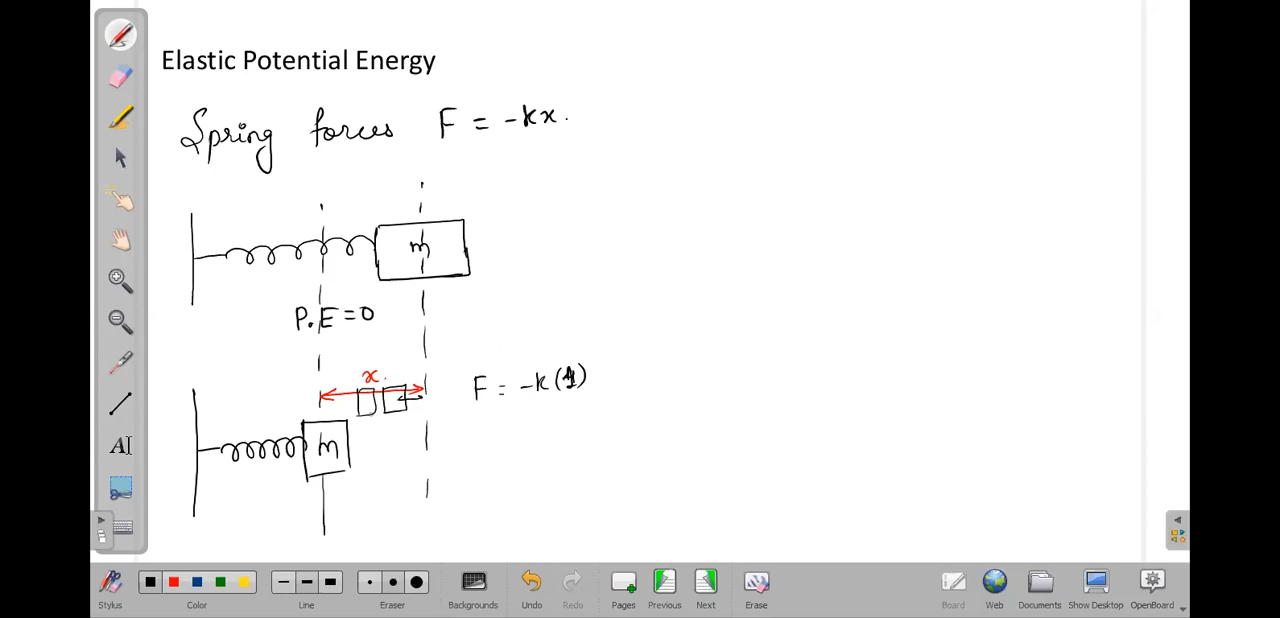 Elastic Potential Energy
Spring forces F = -kx.
m
P.E = 0
x.
F = -k( )
m
A
Stylus
Color
Line
Eraser
Backgrounds
Undo
Redo
Pages
Previous
Next
Erase
Board
Web
Documents
Show Desktop
OpenBoard